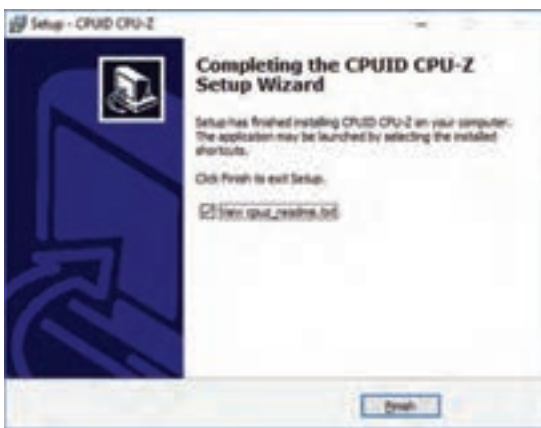 Setup - CPUID CPU-Z
Completing the CPUID CPU-Z
Setup Wizard
Setup has finished installing CPUID CPU-Z on your computer.
The application may be launched by selecting the installed
shortcuts.
Click Finish to exit Setup.
View cpuz_readme.txt
Finish